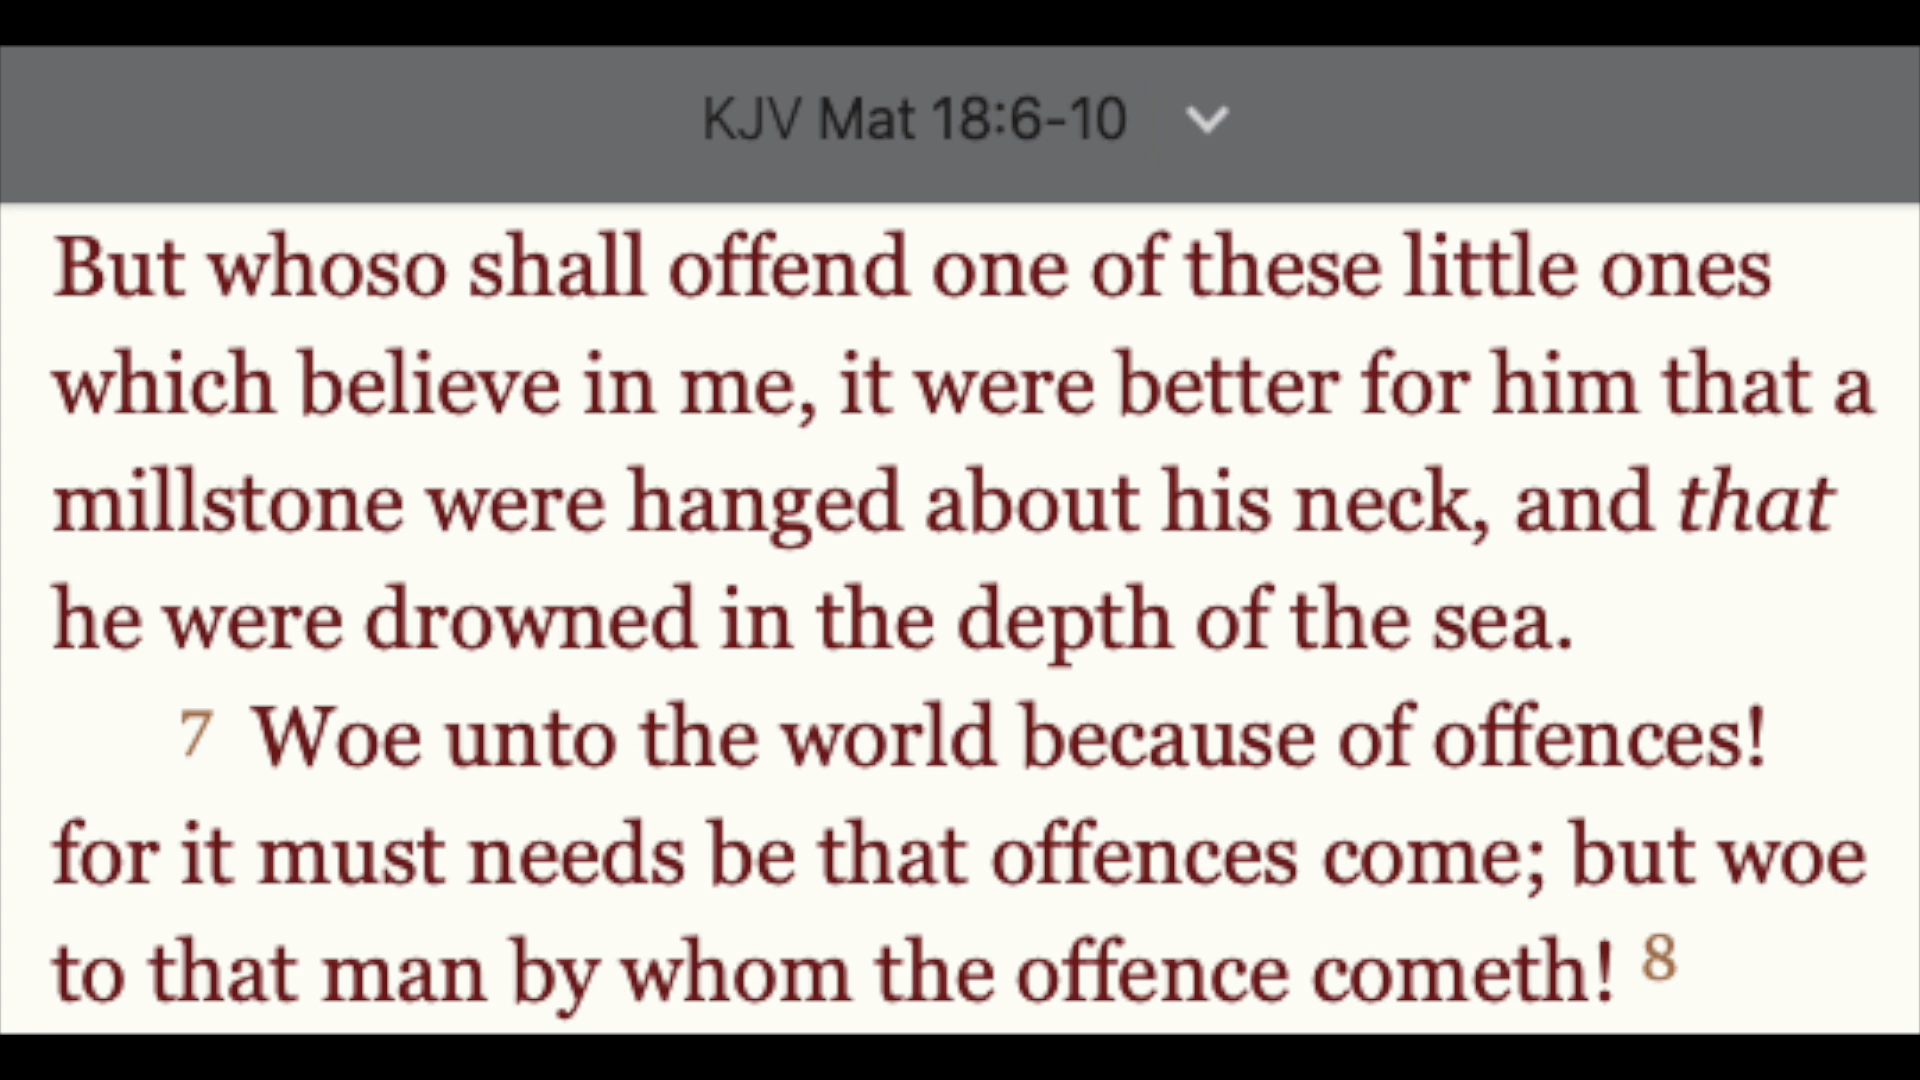 KJV Mat 18:6-10
But whoso shall offend one of these little ones
which believe in me, it were better for him that a
millstone were hanged about his neck, and that
he were drowned in the depth of the sea.
7 Woe unto the world because of offences!
for it must needs be that offences come; but woe
to that man by whom the offence cometh! 8